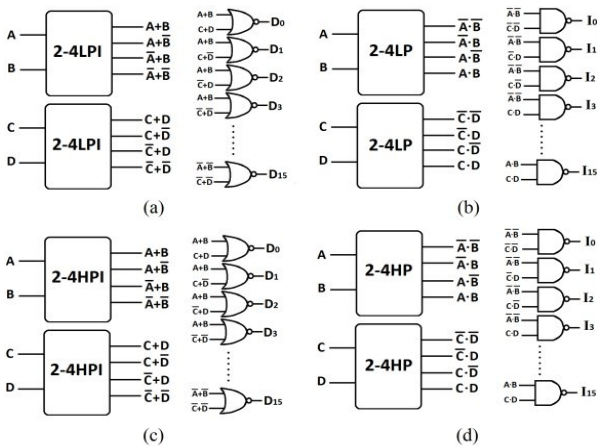 A
B
2-4LPI
A+B
A+B̅
A̅+B
A̅+B̅
C
D
2-4LPI
C+D
C+D̅
C̅+D
C̅+D̅
A+B
C+D
D0
A+B
C+D̅
D1
A+B
C̅+D
D2
A+B
C̅+D̅
D3
A̅+B̅
C̅+D̅
D15
(a)
A
B
2-4LP
A̅·B̅
A̅·B
A·B̅
A·B
C
D
2-4LP
C̅·D̅
C̅·D
C·D̅
C·D
A̅·B̅
C̅·D̅
I0
A̅·B̅
C̅·D
I1
A̅·B̅
C·D̅
I2
A̅·B̅
C·D
I3
A·B
C·D
I15
(b)
A
B
2-4HPI
A+B
A+B̅
A̅+B
A̅+B̅
C
D
2-4HPI
C+D
C+D̅
C̅+D
C̅+D̅
A+B
C+D
D0
A+B
C+D̅
D1
A+B
C̅+D
D2
A+B
C̅+D̅
D3
A̅+B̅
C̅+D̅
D15
(c)
A
B
2-4HP
A̅·B̅
A̅·B
A·B̅
A·B
C
D
2-4HP
C̅·D̅
C̅·D
C·D̅
C·D
A̅·B̅
C̅·D̅
I0
A̅·B̅
C̅·D
I1
A̅·B̅
C·D̅
I2
A̅·B̅
C·D
I3
A·B
C·D
I15
(d)